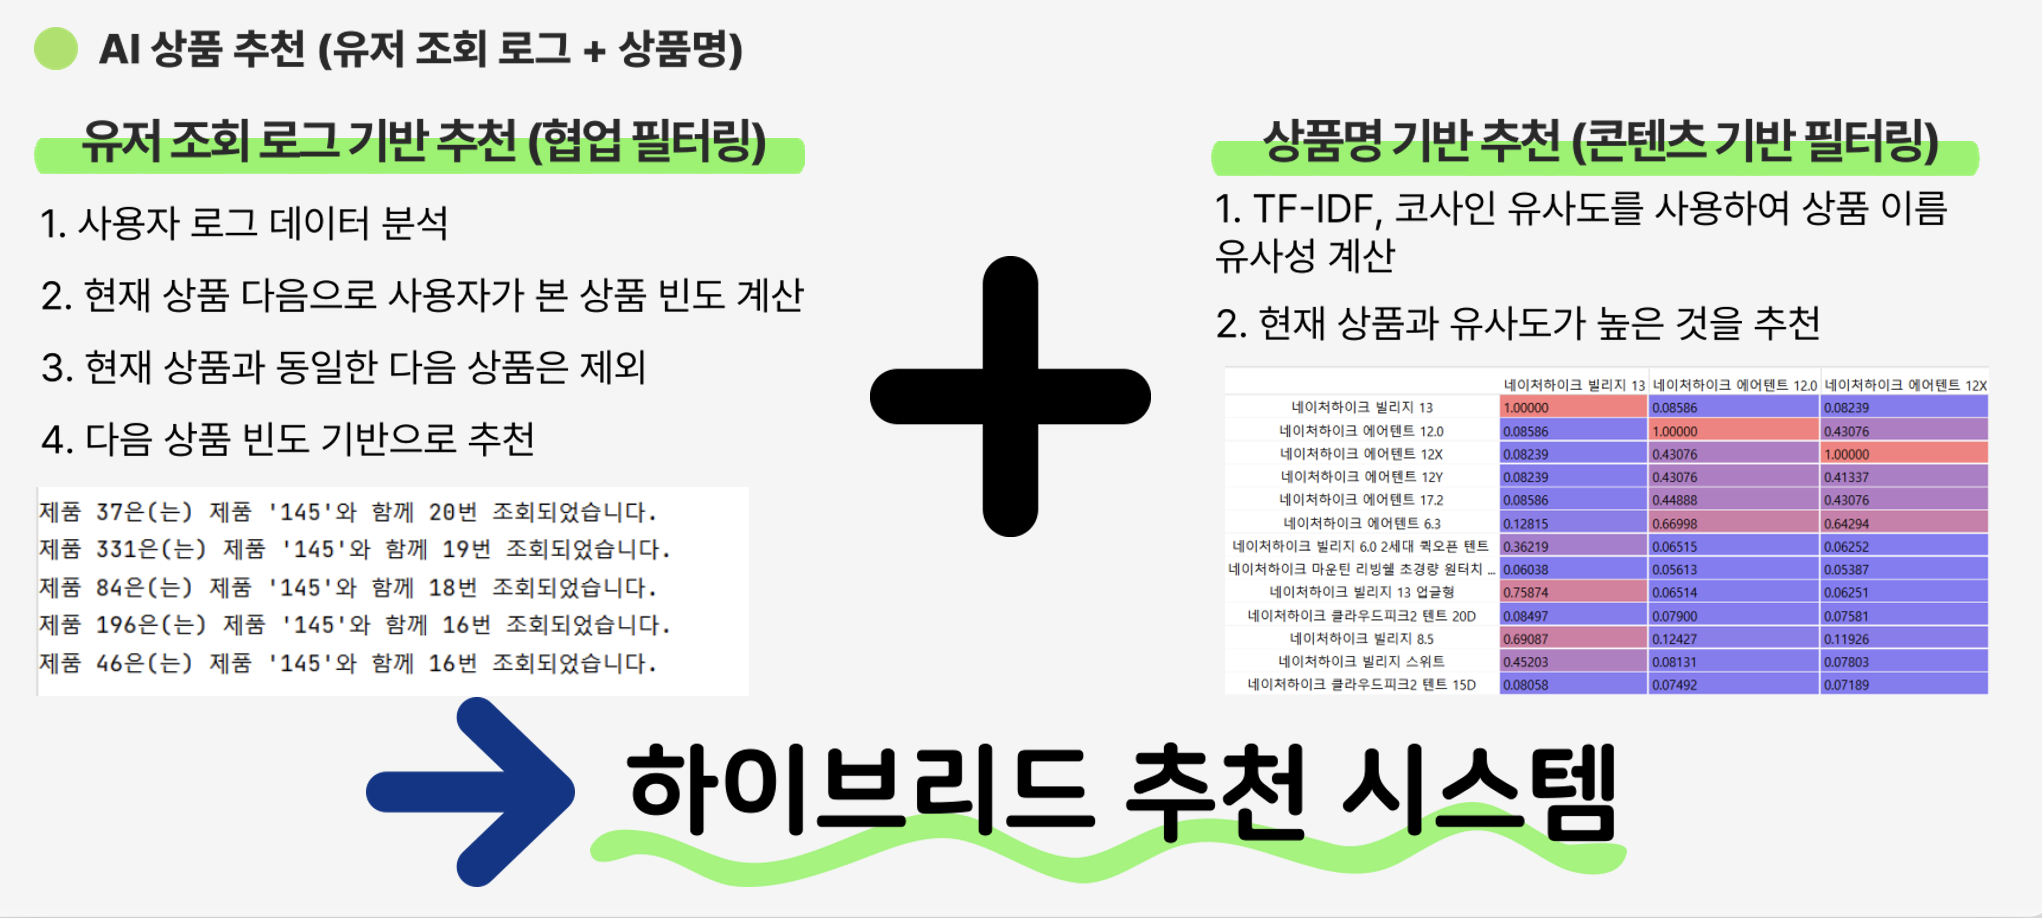 AI 상품 추천 (유저 조회 로그 + 상품명)
유저 조회 로그 기반 추천 (협업 필터링)
1. 사용자 로그 데이터 분석
2. 현재 상품 다음으로 사용자가 본 상품 빈도 계산
3. 현재 상품과 동일한 다음 상품은 제외
4. 다음 상품 빈도 기반으로 추천
제품 37은(는) 제품 '145'와 함께 20번 조회되었습니다.
제품 331은(는) 제품 '145'와 함께 19번 조회되었습니다.
제품 84은(는) 제품 '145'와 함께 18번 조회되었습니다.
제품 196은(는) 제품 '145'와 함께 16번 조회되었습니다.
제품 46은(는) 제품 '145'와 함께 16번 조회되었습니다.
상품명 기반 추천 (콘텐츠 기반 필터링)
1. TF-IDF, 코사인 유사도를 사용하여 상품 이름
유사성 계산
2. 현재 상품과 유사도가 높은 것을 추천
네이처하이크 빌리지 13 네이처하이크 에어텐트 12.0 네이처하이크 에어텐트 12X
네이처하이크 빌리지 13 1.00000 0.08586 0.08239
네이처하이크 에어텐트 12.0 0.08586 1.00000 0.43076
네이처하이크 에어텐트 12X 0.08239 0.43076 1.00000
네이처하이크 에어텐트 12Y 0.08239 0.43076 0.41337
네이처하이크 에어텐트 17.2 0.08586 0.44888 0.43076
네이처하이크 에어텐트 6.3 0.12815 0.66998 0.64294
네이처하이크 빌리지 6.0 2세대 퀵오픈 텐트 0.36219 0.06515 0.06252
네이처하이크 마운틴 리빙쉘 초경량 원터치 ... 0.06038 0.05613 0.05387
네이처하이크 빌리지 13 업글형 0.75874 0.06514 0.06251
네이처하이크 클라우드피크2 텐트 20D 0.08497 0.07900 0.07581
네이처하이크 빌리지 8.5 0.69087 0.12427 0.11926
네이처하이크 빌리지 스위트 0.45203 0.08131 0.07803
네이처하이크 클라우드피크2 텐트 15D 0.08058 0.07492 0.07189
하이브리드 추천 시스템